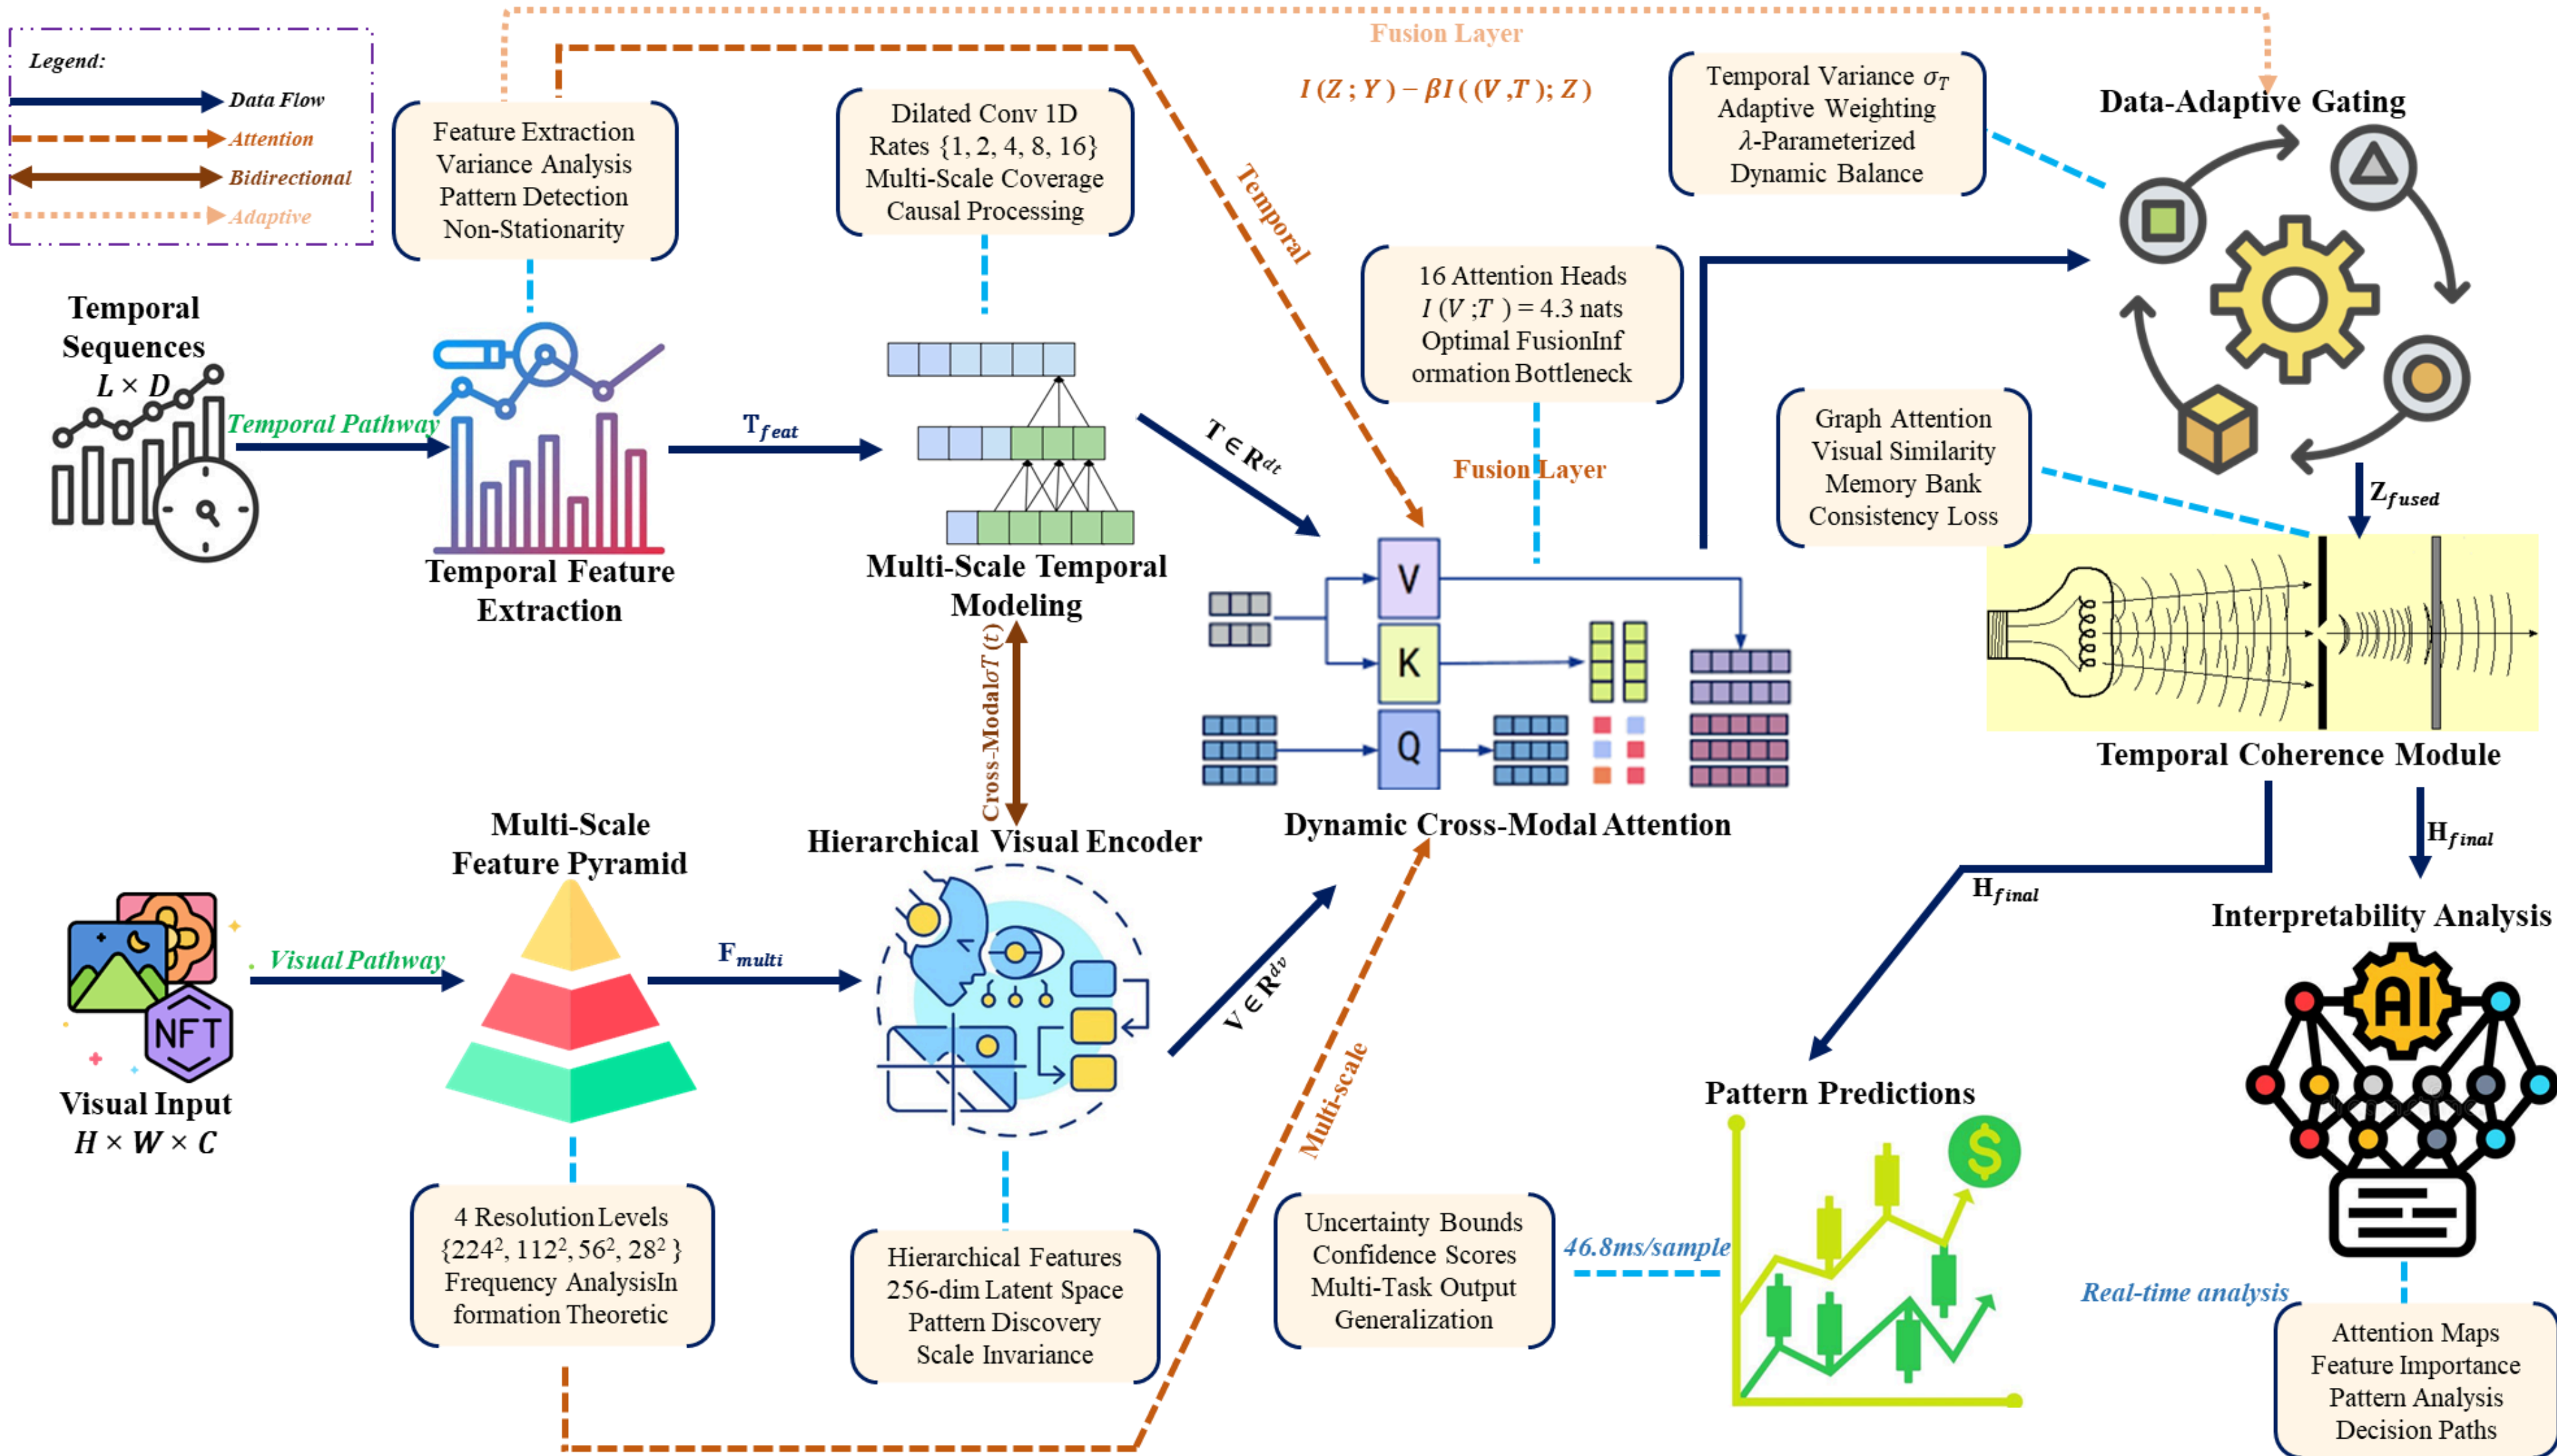 Legend:
Data Flow
Attention
Bidirectional
Adaptive
Fusion Layer
I (Z ; Y ) − βI ( (V ,T ); Z )
Feature Extraction
Variance Analysis
Pattern Detection
Non-Stationarity
Dilated Conv 1D
Rates {1, 2, 4, 8, 16}
Multi-Scale Coverage
Causal Processing
Temporal Variance σT
Adaptive Weighting
λ-Parameterized
Dynamic Balance
Data-Adaptive Gating
Temporal
16 Attention Heads
I (V ;T ) = 4.3 nats
Optimal FusionInf
ormation Bottleneck
Fusion Layer
Temporal
Sequences
L × D
Temporal Pathway
Tfeat
T ∈ Rdt
Graph Attention
Visual Similarity
Memory Bank
Consistency Loss
Zfused
Temporal Feature
Extraction
Multi-Scale Temporal
Modeling
Cross-ModalσT (t)
V
K
Q
Dynamic Cross-Modal Attention
Temporal Coherence Module
Hfinal
Hfinal
Multi-Scale
Feature Pyramid
Hierarchical Visual Encoder
Visual Pathway
Fmulti
V ∈ Rdv
NFT
Visual Input
H × W × C
Multi-scale
Interpretability Analysis
AI
Pattern Predictions
$
4 Resolution Levels
{224², 112², 56², 28² }
Frequency AnalysisIn
formation Theoretic
Hierarchical Features
256-dim Latent Space
Pattern Discovery
Scale Invariance
Uncertainty Bounds
Confidence Scores
Multi-Task Output
Generalization
46.8ms/sample
Real-time analysis
Attention Maps
Feature Importance
Pattern Analysis
Decision Paths